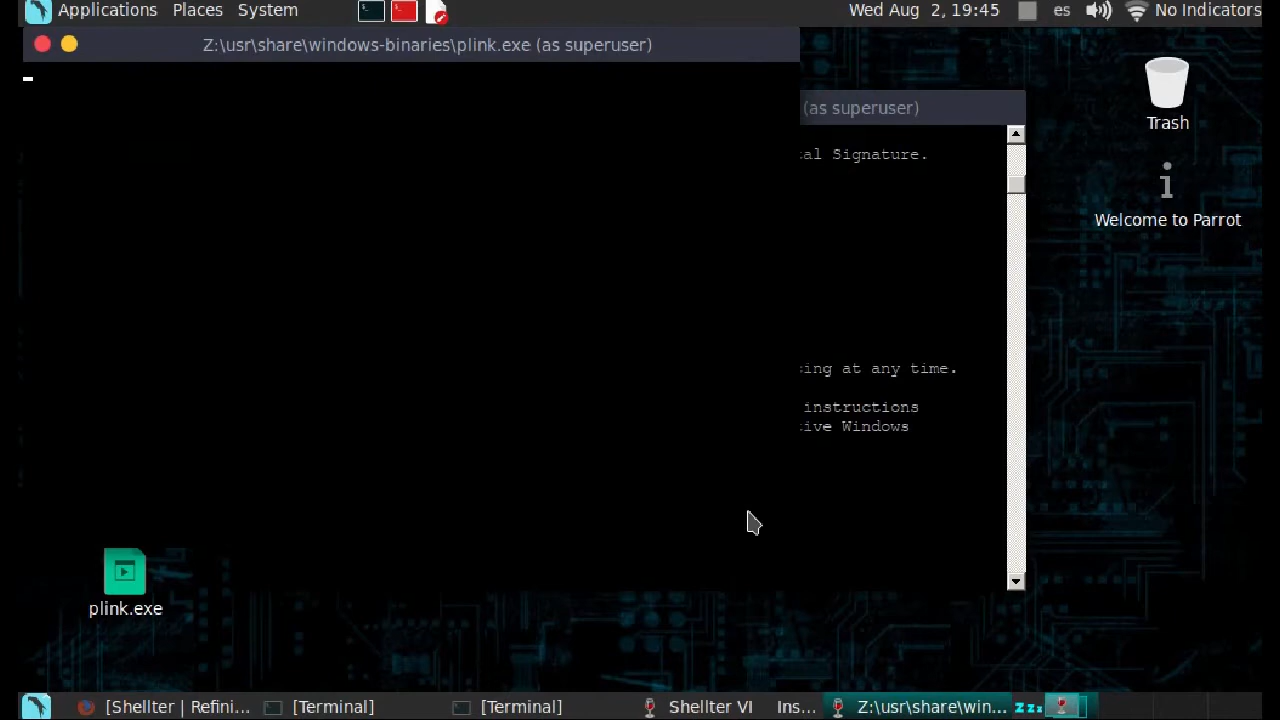 Applications Places System Wed Aug 2, 19:45 es No Indicators
Z:\usr\share\windows-binaries\plink.exe (as superuser)
(as superuser)
Trash
al Signature.
Welcome to Parrot
ing at any time.
instructions
ive Windows
plink.exe
[Shellter | Refini... [Terminal] [Terminal] Shellter VI Ins... Z:\usr\share\win... zzz